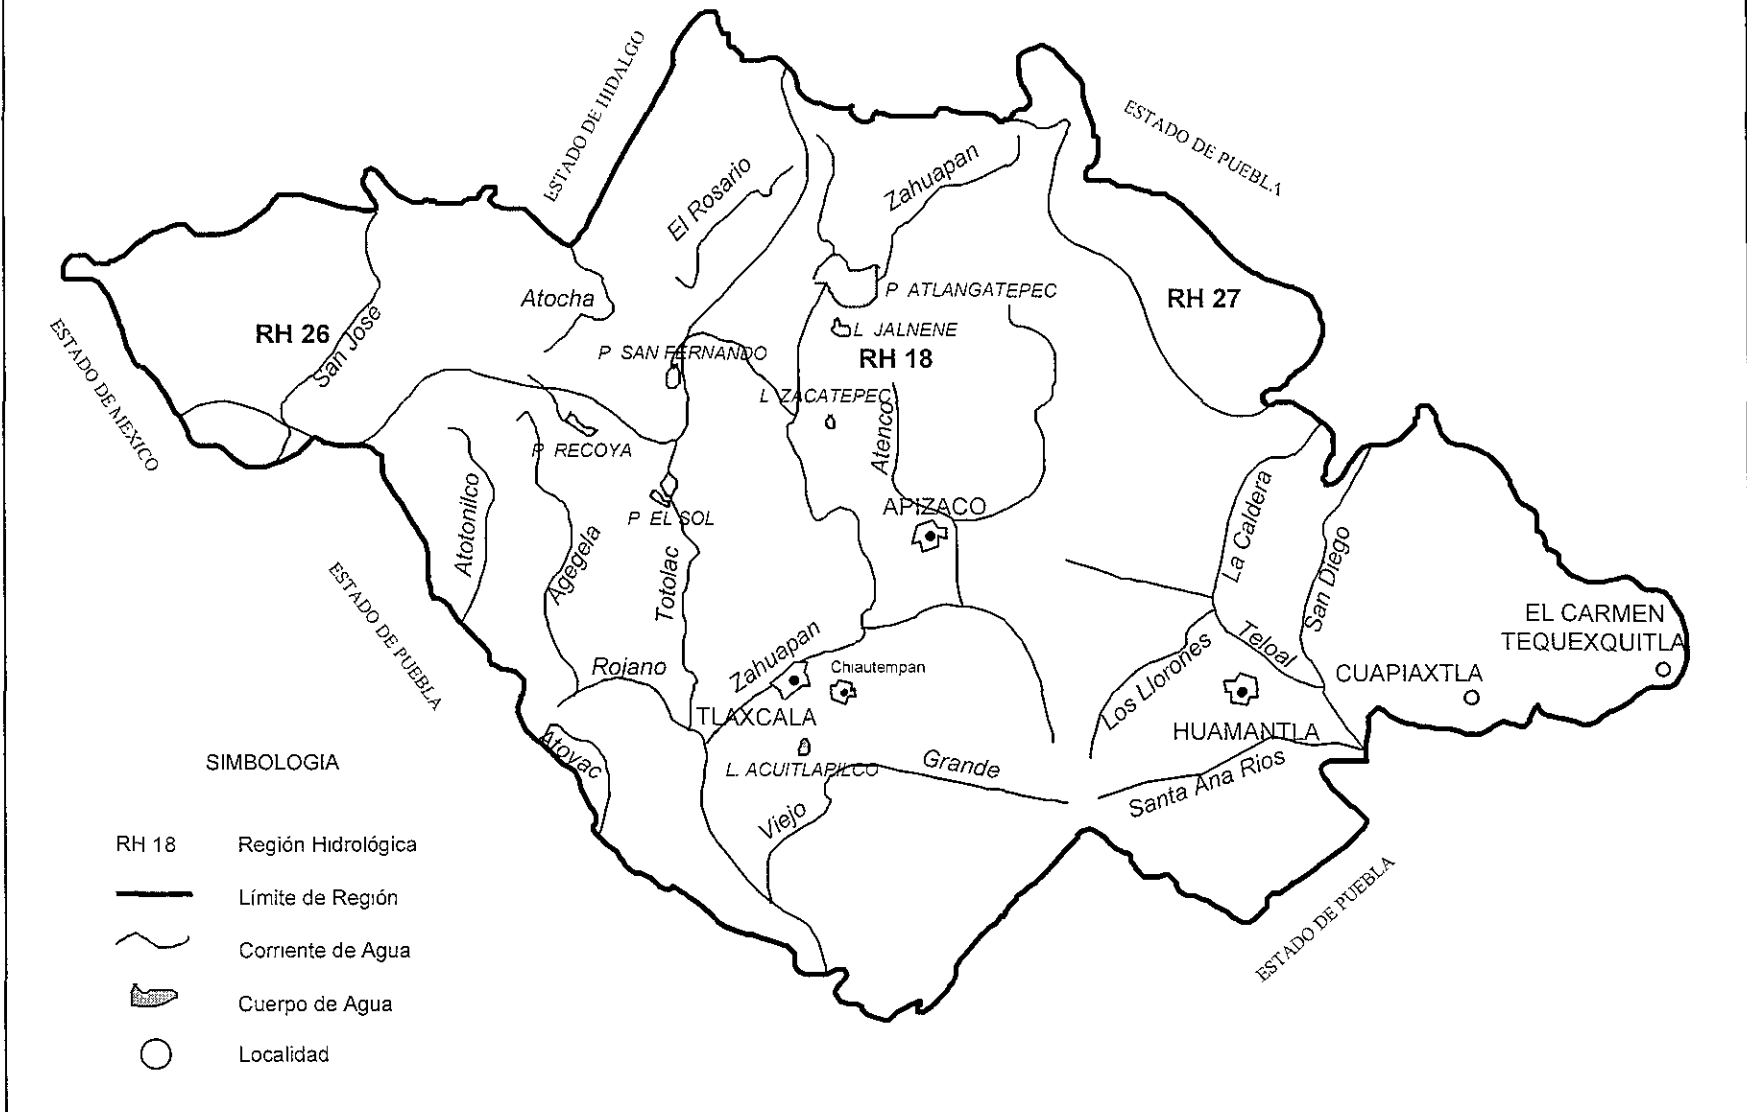 ESTADO DE HIDALGO
ESTADO DE PUEBLA
El Rosario
Zahuapan
Atocha
P ATLANGATEPEC
RH 27
RH 26
San Jose
L JALNENE
P SAN FERNANDO
RH 18
ESTADO DE MEXICO
L ZACATEPEC
Atenco
P RECOYA
Atotonilco
P EL SOL
APIZACO
La Caldera
San Diego
Agegela
Totolac
ESTADO DE PUEBLA
EL CARMEN
TEQUEXQUITLA
Rojano
Zahuapan
Chiautempan
Los Llorones
Teloal
CUAPIAXTLA
TLAXCALA
HUAMANTLA
Atoyac
L. ACUITLAPILCO
Grande
Santa Ana Rios
Viejo
ESTADO DE PUEBLA
SIMBOLOGIA
RH 18 Región Hidrológica
Límite de Región
Corriente de Agua
Cuerpo de Agua
Localidad